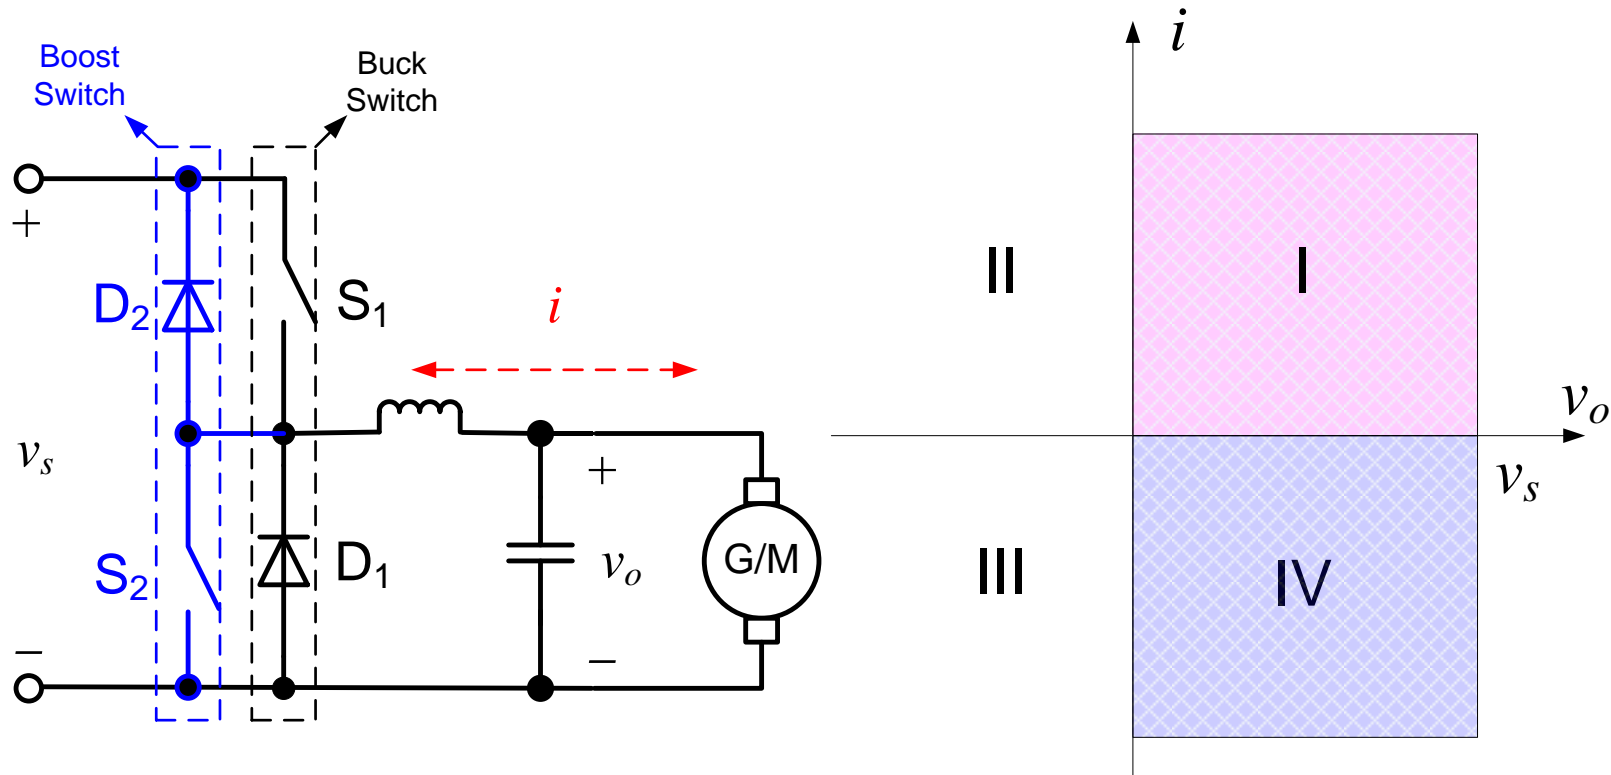 Boost
Switch
Buck
Switch
i
+
D2
S1
i
II
I
vo
vs
vs
+
S2
D1
vo
G/M
III
IV
−
−